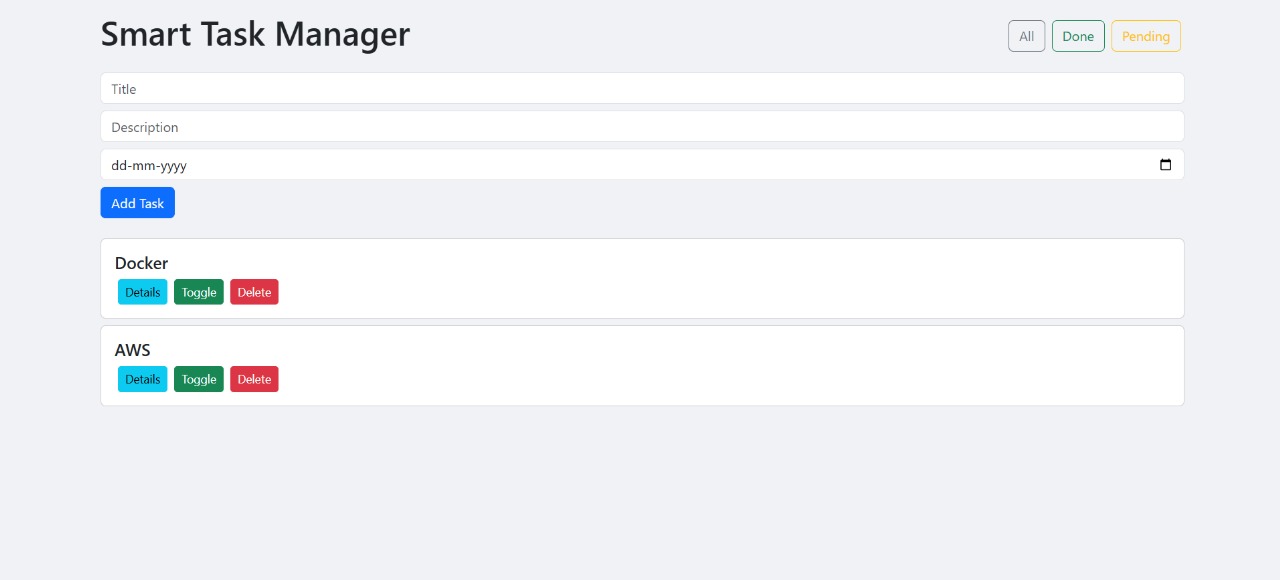 Smart Task Manager
All Done Pending
Title
Description
dd-mm-yyyy
Add Task
Docker
Details Toggle Delete
AWS
Details Toggle Delete